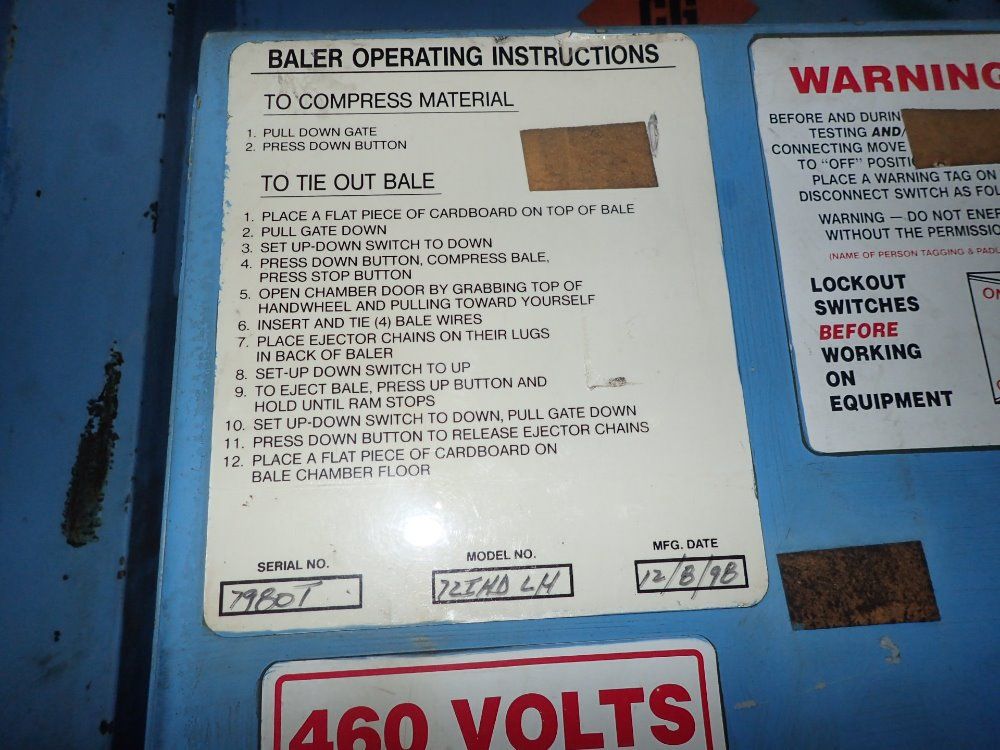 CG
BALER OPERATING INSTRUCTIONS
TO COMPRESS MATERIAL
1. PULL DOWN GATE
2. PRESS DOWN BUTTON
TO TIE OUT BALE
1. PLACE A FLAT PIECE OF CARDBOARD ON TOP OF BALE
2. PULL GATE DOWN
3. SET UP-DOWN SWITCH TO DOWN
4. PRESS DOWN BUTTON, COMPRESS BALE,
PRESS STOP BUTTON
5. OPEN CHAMBER DOOR BY GRABBING TOP OF
HANDWHEEL AND PULLING TOWARD YOURSELF
6. INSERT AND TIE (4) BALE WIRES
7. PLACE EJECTOR CHAINS ON THEIR LUGS
IN BACK OF BALER
8. SET-UP DOWN SWITCH TO UP
9. TO EJECT BALE, PRESS UP BUTTON AND
HOLD UNTIL RAM STOPS
10. SET UP-DOWN SWITCH TO DOWN, PULL GATE DOWN
11. PRESS DOWN BUTTON TO RELEASE EJECTOR CHAINS
12. PLACE A FLAT PIECE OF CARDBOARD ON
BALE CHAMBER FLOOR
SERIAL NO.
7980T
MODEL NO.
72IHD LH
MFG. DATE
12/8/98
WARNING
BEFORE AND DURIN
TESTING AND/
CONNECTING MOVE
TO "OFF" POSITI
PLACE A WARNING TAG ON
DISCONNECT SWITCH AS FOL
WARNING — DO NOT ENER
WITHOUT THE PERMISSIO
(NAME OF PERSON TAGGING & PADL
LOCKOUT
SWITCHES
BEFORE
WORKING
ON
EQUIPMENT
460 VOLTS